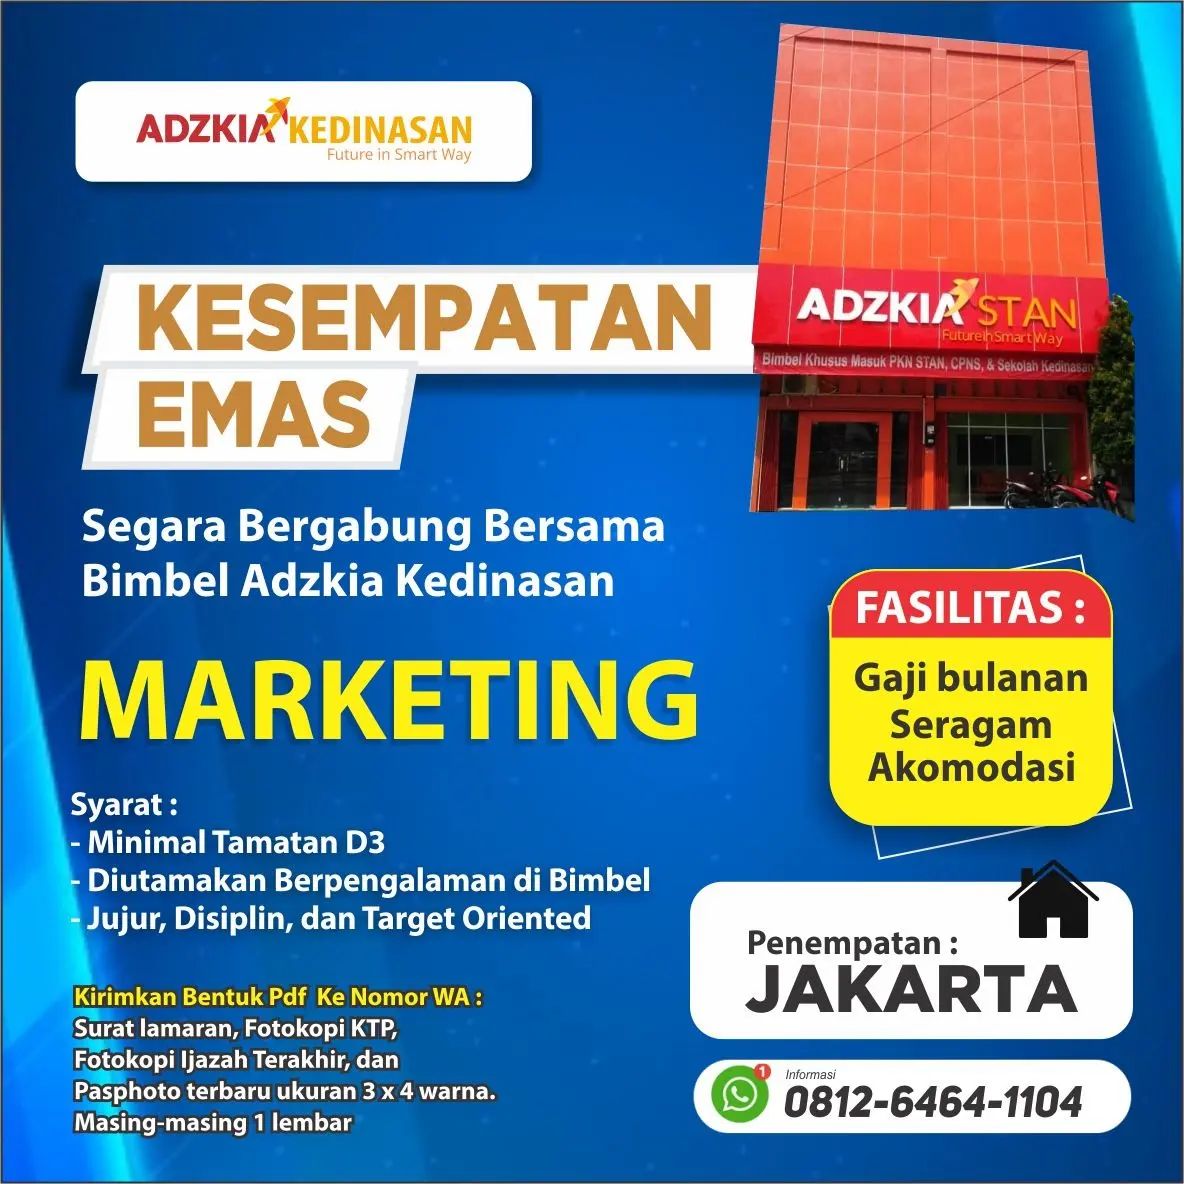 ADZKIA KEDINASAN
Future in Smart Way
KESEMPATAN
EMAS
ADZKIA STAN
Future in Smart Way
Bimbel Khusus Masuk PKN STAN, CPNS, & Sekolah Kedinasan
Segara Bergabung Bersama
Bimbel Adzkia Kedinasan
MARKETING
FASILITAS :
Gaji bulanan
Seragam
Akomodasi
Syarat :
- Minimal Tamatan D3
- Diutamakan Berpengalaman di Bimbel
- Jujur, Disiplin, dan Target Oriented
Penempatan :
JAKARTA
Kirimkan Bentuk Pdf Ke Nomor WA :
Surat lamaran, Fotokopi KTP,
Fotokopi Ijazah Terakhir, dan
Pasphoto terbaru ukuran 3 x 4 warna.
Masing-masing 1 lembar
1
Informasi
0812-6464-1104